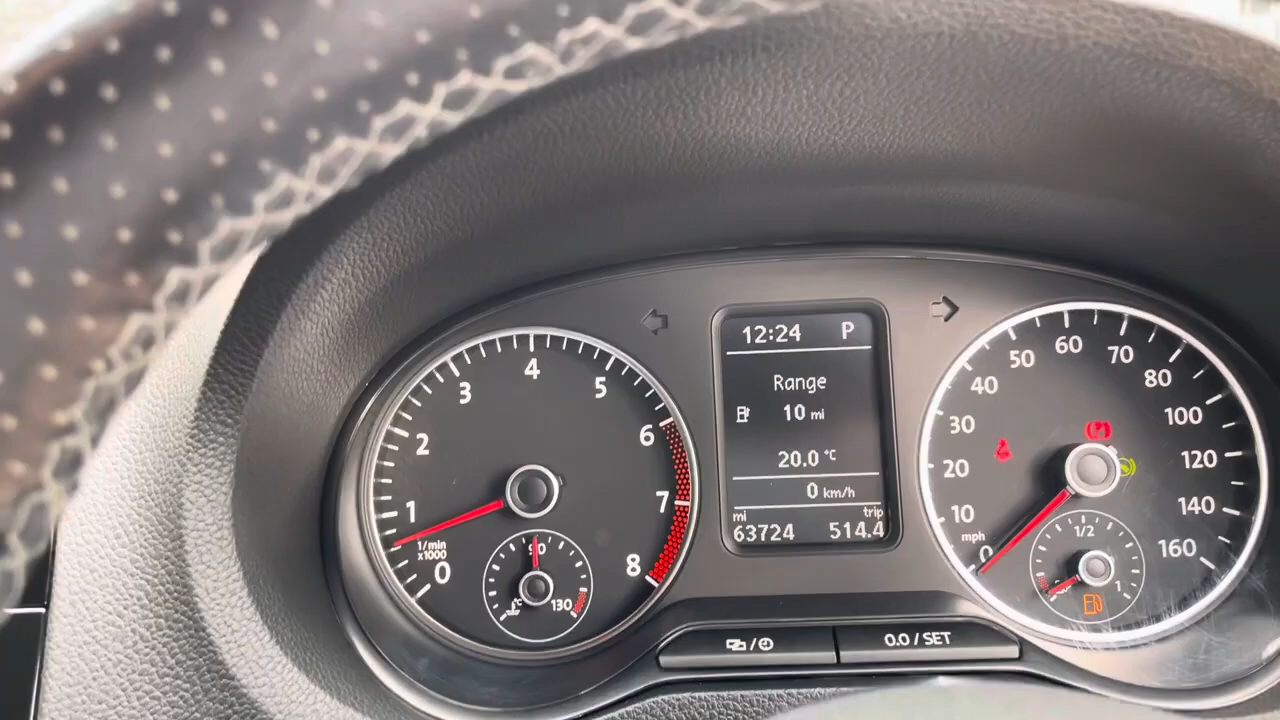 12:24 P
Range
10 mi
20.0 °C
0 km/h
mi trip
63724 514.4
0
1
2
3
4
5
6
7
8
1/min
x1000
90
130
°C
0
10
20
30
40
50
60
70
80
100
120
140
160
mph
1/2
1
0.0 / SET